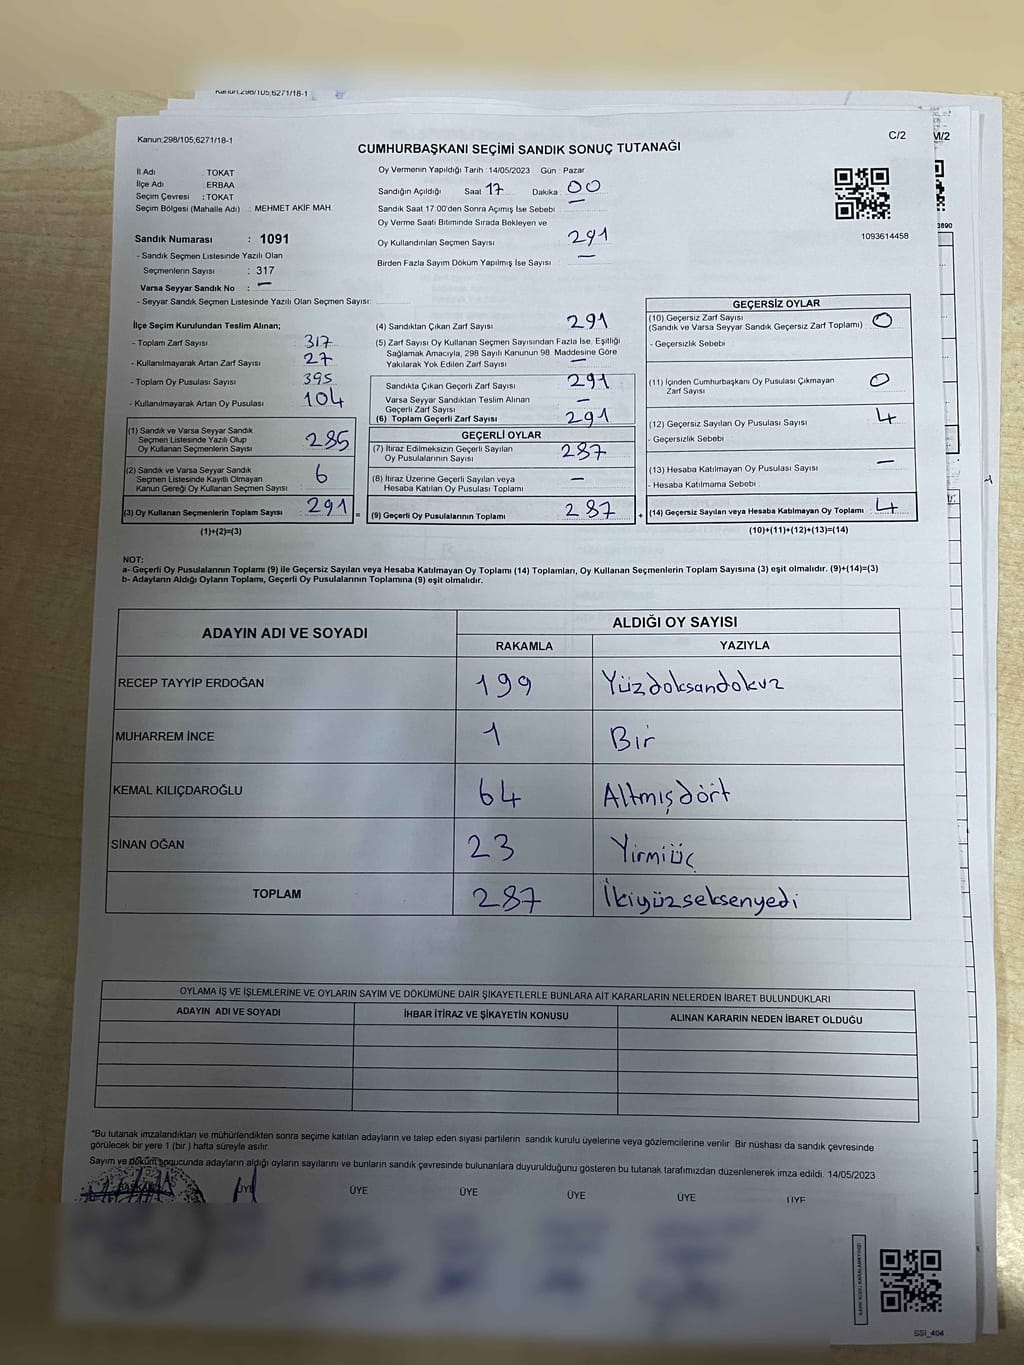 Kanun;298/105;6271/18-1
Kanun;298/105;6271/18-1
C/2
M/2
CUMHURBAŞKANI SEÇİMİ SANDIK SONUÇ TUTANAĞI
İl Adı : TOKAT
İlçe Adı : ERBAA
Seçim Çevresi : TOKAT
Seçim Bölgesi (Mahalle Adı) : MEHMET AKİF MAH.
Oy Vermenin Yapıldığı Tarih :14/05/2023 Gün : Pazar
Sandığın Açıldığı Saat 17 Dakika 00
Sandık Saat 17.00'den Sonra Açımış İse Sebebi
Oy Verme Saati Bitiminde Sırada Bekleyen ve
Oy Kullandırılan Seçmen Sayısı 291
Birden Fazla Sayım Döküm Yapılmış İse Sayısı —
1093614458
3890
Sandık Numarası : 1091
- Sandık Seçmen Listesinde Yazılı Olan
Seçmenlerin Sayısı : 317
Varsa Seyyar Sandık No : —
- Seyyar Sandık Seçmen Listesinde Yazılı Olan Seçmen Sayısı:
İlçe Seçim Kurulundan Teslim Alınan;
- Toplam Zarf Sayısı 317
- Kullanılmayarak Artan Zarf Sayısı 27
- Toplam Oy Pusulası Sayısı 395
- Kullanılmayarak Artan Oy Pusulası 104
(1) Sandık ve Varsa Seyyar Sandık
Seçmen Listesinde Yazılı Olup
Oy Kullanan Seçmenlerin Sayısı 285
(2) Sandık ve Varsa Seyyar Sandık
Seçmen Listesinde Kayıtlı Olmayan
Kanun Gereği Oy Kullanan Seçmen Sayısı 6
(3) Oy Kullanan Seçmenlerin Toplam Sayısı 291 =
(1)+(2)=(3)
(4) Sandıktan Çıkan Zarf Sayısı 291
(5) Zarf Sayısı Oy Kullanan Seçmen Sayısından Fazla İse, Eşitliği
Sağlamak Amacıyla, 298 Sayılı Kanunun 98 Maddesine Göre
Yakılarak Yok Edilen Zarf Sayısı —
Sandıkta Çıkan Geçerli Zarf Sayısı 291
Varsa Seyyar Sandıktan Teslim Alınan
Geçerli Zarf Sayısı —
(6) Toplam Geçerli Zarf Sayısı 291
GEÇERLİ OYLAR
(7) İtiraz Edilmeksizin Geçerli Sayılan
Oy Pusulalarının Sayısı 287
(8) İtiraz Üzerine Geçerli Sayılan veya
Hesaba Katılan Oy Pusulası Toplamı —
(9) Geçerli Oy Pusulalarının Toplamı 287 +
GEÇERSİZ OYLAR
(10) Geçersiz Zarf Sayısı
(Sandık ve Varsa Seyyar Sandık Geçersiz Zarf Toplamı) 0
- Geçersizlik Sebebi
(11) İçinden Cumhurbaşkanı Oy Pusulası Çıkmayan
Zarf Sayısı 0
(12) Geçersiz Sayılan Oy Pusulası Sayısı 4
- Geçersizlik Sebebi
(13) Hesaba Katılmayan Oy Pusulası Sayısı —
- Hesaba Katılmama Sebebi :
(14) Geçersiz Sayılan veya Hesaba Katılmayan Oy Toplamı 4
(10)+(11)+(12)+(13)=(14)
NOT:
a- Geçerli Oy Pusulalarının Toplamı (9) ile Geçersiz Sayılan veya Hesaba Katılmayan Oy Toplamı (14) Toplamları, Oy Kullanan Seçmenlerin Toplam Sayısına (3) eşit olmalıdır. (9)+(14)=(3)
b- Adayların Aldığı Oyların Toplamı, Geçerli Oy Pusulalarının Toplamına (9) eşit olmalıdır.
ADAYIN ADI VE SOYADI
ALDIĞI OY SAYISI
RAKAMLA YAZIYLA
RECEP TAYYİP ERDOĞAN 199 Yüzdoksandokuz
MUHARREM İNCE 1 Bir
KEMAL KILIÇDAROĞLU 64 Altmışdört
SİNAN OĞAN 23 Yirmiüç
TOPLAM 287 İkiyüzseksenyedi
OYLAMA İŞ VE İŞLEMLERİNE VE OYLARIN SAYIM VE DÖKÜMÜNE DAİR ŞİKAYETLERLE BUNLARA AİT KARARLARIN NELERDEN İBARET BULUNDUKLARI
ADAYIN ADI VE SOYADI İHBAR İTİRAZ VE ŞİKAYETİN KONUSU ALINAN KARARIN NEDEN İBARET OLDUĞU
*Bu tutanak imzalandıktan ve mühürlendikten sonra seçime katılan adayların ve talep eden siyasi partilerin sandık kurulu üyelerine veya gözlemcilerine verilir Bir nüshası da sandık çevresinde
görülecek bir yere 1 (bir ) hafta süreyle asılır.
Sayım ve döküm sonucunda adayların aldığı oyların sayılarını ve bunların sandık çevresinde bulunanlara duyurulduğunu gösteren bu tutanak tarafımızdan düzenlenerek imza edildi. 14/05/2023
BAŞKAN ÜYE ÜYE ÜYE ÜYE ÜYE ÜYE
SSI_404